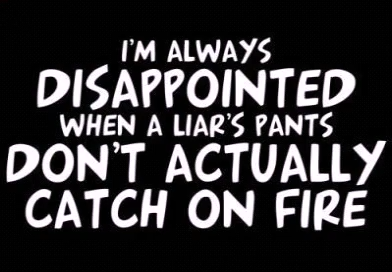 I'M ALWAYS
DISAPPOINTED
WHEN A LIAR'S PANTS
DON'T ACTUALLY
CATCH ON FIRE